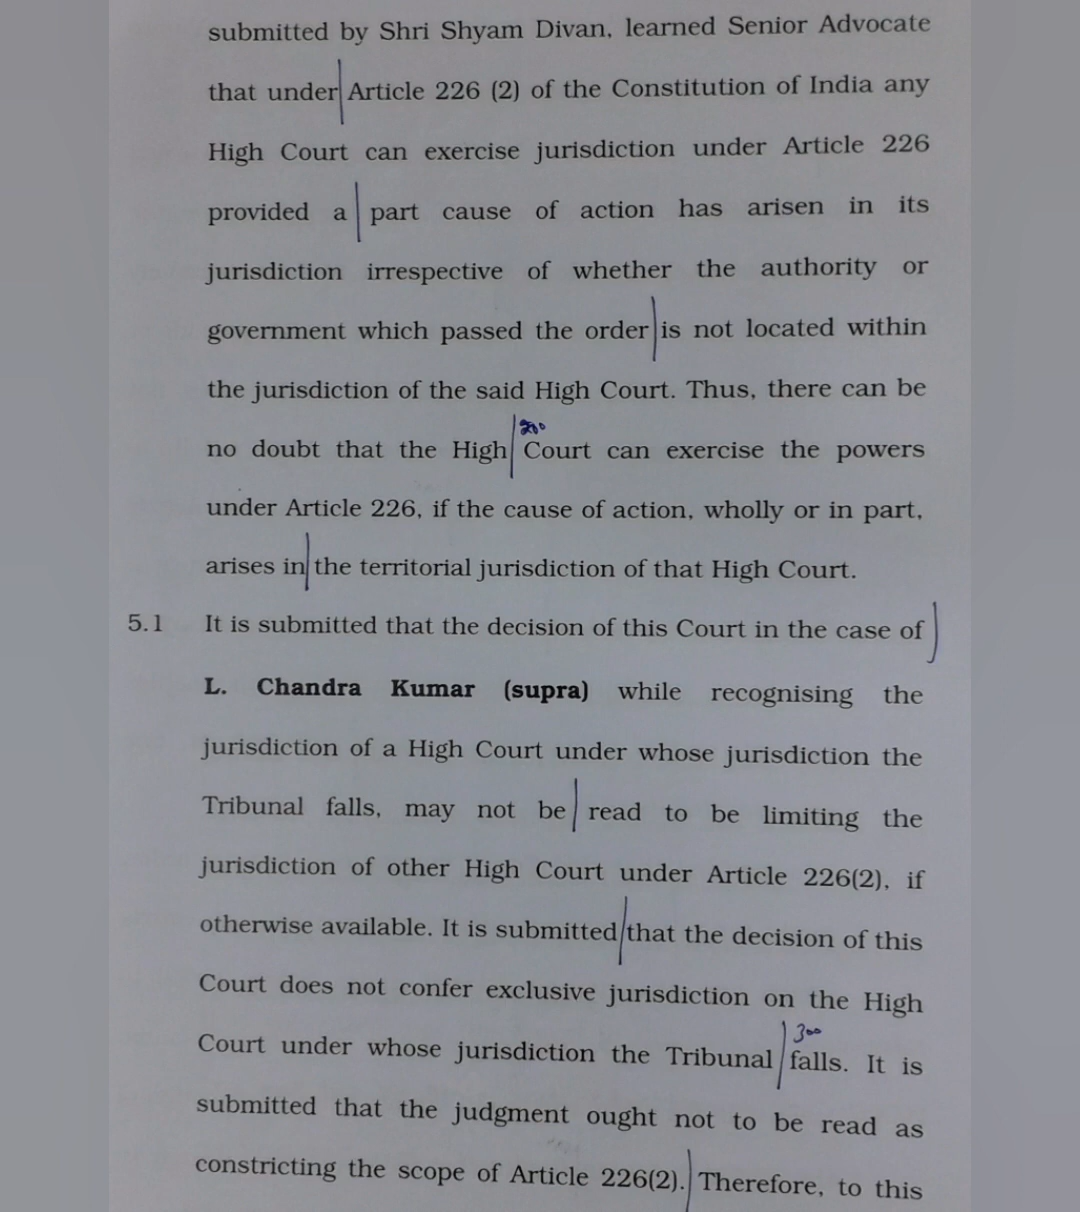 submitted by Shri Shyam Divan, learned Senior Advocate
that under Article 226 (2) of the Constitution of India any
High Court can exercise jurisdiction under Article 226
provided a part cause of action has arisen in its
jurisdiction irrespective of whether the authority or
government which passed the order is not located within
the jurisdiction of the said High Court. Thus, there can be
200
no doubt that the High Court can exercise the powers
under Article 226, if the cause of action, wholly or in part,
arises in the territorial jurisdiction of that High Court.
5.1 It is submitted that the decision of this Court in the case of
L. Chandra Kumar (supra) while recognising the
jurisdiction of a High Court under whose jurisdiction the
Tribunal falls, may not be read to be limiting the
jurisdiction of other High Court under Article 226(2), if
otherwise available. It is submitted that the decision of this
Court does not confer exclusive jurisdiction on the High
300
Court under whose jurisdiction the Tribunal falls. It is
submitted that the judgment ought not to be read as
constricting the scope of Article 226(2). Therefore, to this